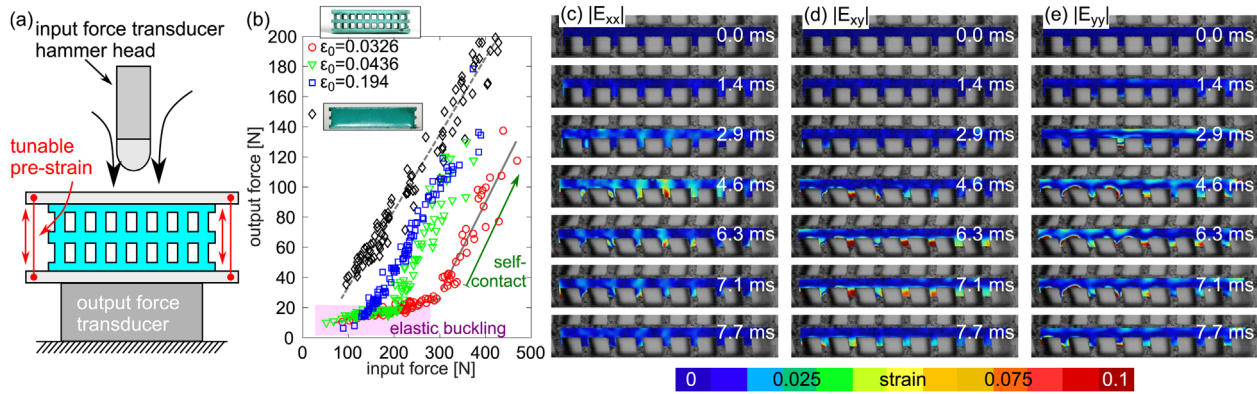 (a)
input force transducer
hammer head
tunable
pre-strain
output force
transducer
(b)
200
180
160
140
120
100
80
60
40
20
0
output force [N]
ε₀=0.0326
ε₀=0.0436
ε₀=0.194
self-
contact
elastic buckling
0 100 200 300 400 500
input force [N]
(c) |Eₓₓ|
0.0 ms
1.4 ms
2.9 ms
4.6 ms
6.3 ms
7.1 ms
7.7 ms
(d) |Eₓy|
0.0 ms
1.4 ms
2.9 ms
4.6 ms
6.3 ms
7.1 ms
7.7 ms
(e) |Eyy|
0.0 ms
1.4 ms
2.9 ms
4.6 ms
6.3 ms
7.1 ms
7.7 ms
0 0.025 strain 0.075 0.1